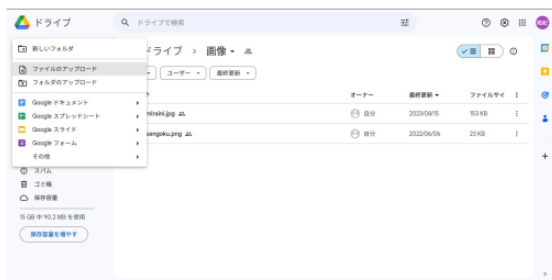 ドライブ
ドライブで検索
新しいフォルダ
ドライブ > 画像
ファイルのアップロード
フォルダのアップロード
ユーザー
最終更新
Google ドキュメント
Google スプレッドシート
Google スライド
Google フォーム
その他
オーナー
最終更新
ファイルサイ
自分
2023/08/15
153 KB
sengoku.png
自分
2022/06/06
23 KB
スパム
ゴミ箱
保存容量
15 GB 中 90.2 MB を使用
保存容量を増やす